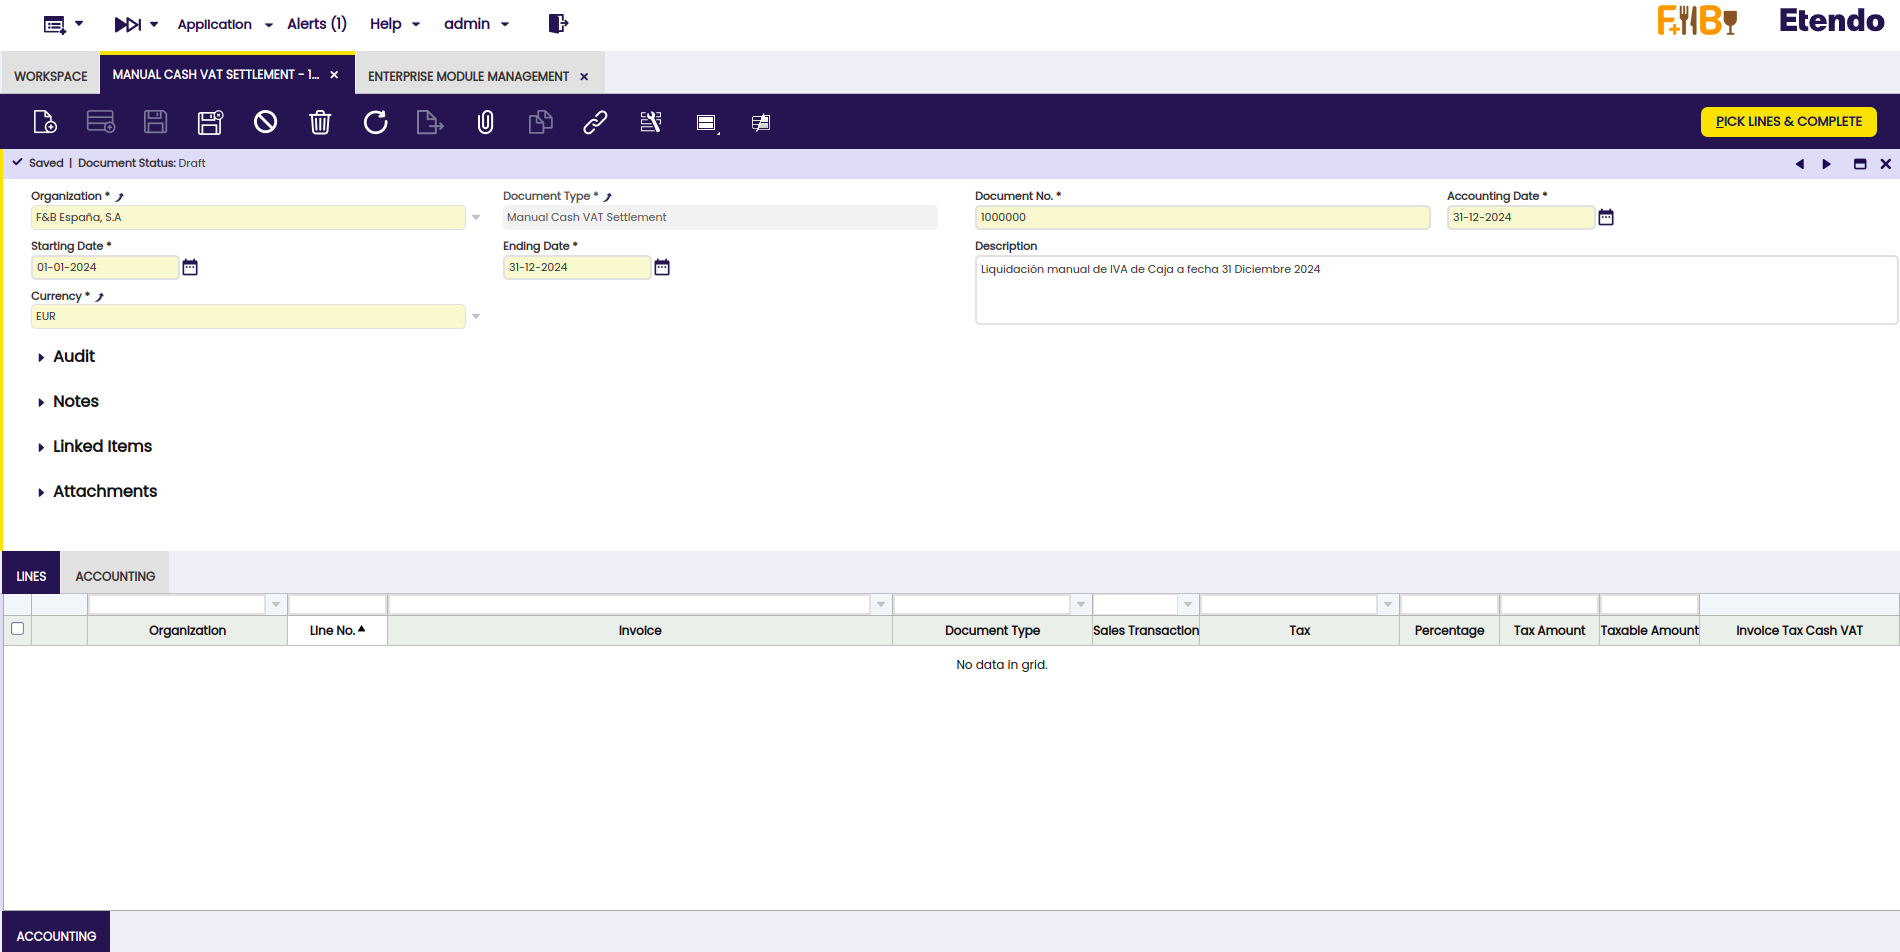 Application
Alerts (1)
Help
admin
F+B
Etendo
WORKSPACE
MANUAL CASH VAT SETTLEMENT - 1...
ENTERPRISE MODULE MANAGEMENT
PICK LINES & COMPLETE
Saved | Document Status: Draft
Organization *
Document Type *
Document No. *
Accounting Date *
F&B España, S.A
Manual Cash VAT Settlement
1000000
31-12-2024
Starting Date *
Ending Date *
Description
01-01-2024
31-12-2024
Liquidación manual de IVA de Caja a fecha 31 Diciembre 2024
Currency *
EUR
Audit
Notes
Linked Items
Attachments
LINES
ACCOUNTING
Organization
Line No.
Invoice
Document Type
Sales Transaction
Tax
Percentage
Tax Amount
Taxable Amount
Invoice Tax Cash VAT
No data in grid.
ACCOUNTING